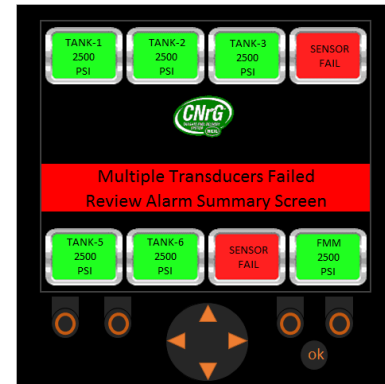 TANK-1
2500
PSI
TANK-2
2500
PSI
TANK-3
2500
PSI
SENSOR
FAIL
CNrG
Multiple Transducers Failed
Review Alarm Summary Screen
TANK-5
2500
PSI
TANK-6
2500
PSI
SENSOR
FAIL
FMM
2500
PSI
ok